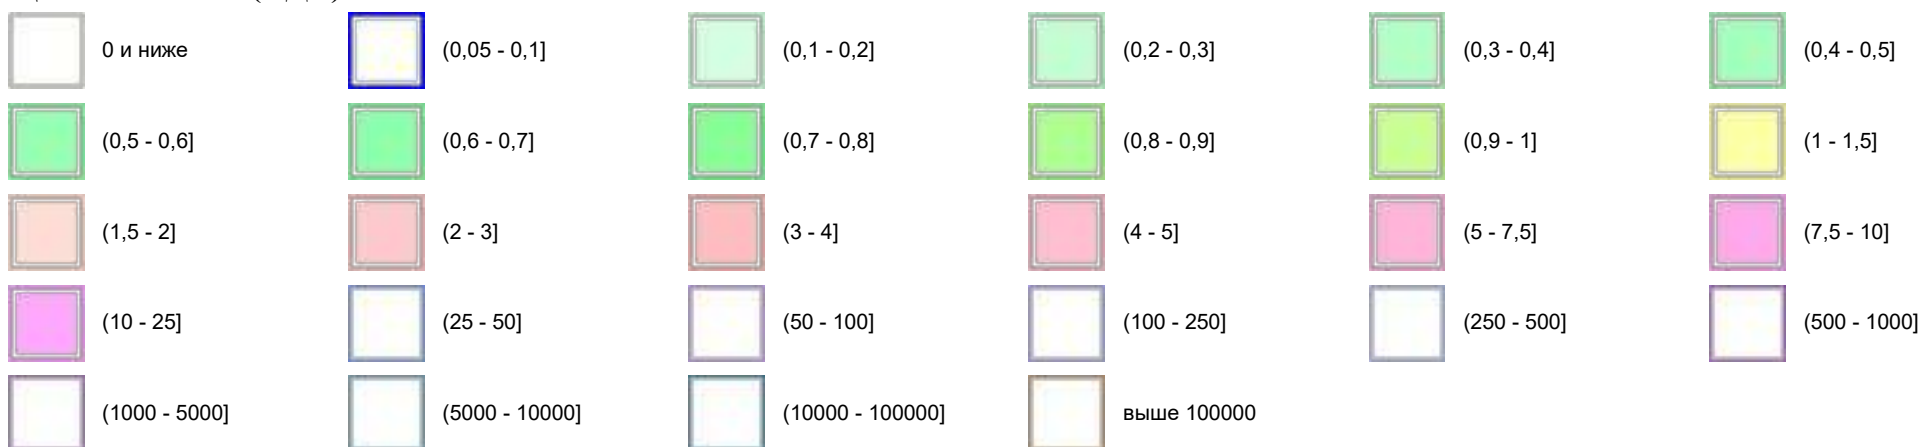 0 и ниже (0,05 - 0,1] (0,1 - 0,2] (0,2 - 0,3] (0,3 - 0,4] (0,4 - 0,5]
(0,5 - 0,6] (0,6 - 0,7] (0,7 - 0,8] (0,8 - 0,9] (0,9 - 1] (1 - 1,5]
(1,5 - 2] (2 - 3] (3 - 4] (4 - 5] (5 - 7,5] (7,5 - 10]
(10 - 25] (25 - 50] (50 - 100] (100 - 250] (250 - 500] (500 - 1000]
(1000 - 5000] (5000 - 10000] (10000 - 100000] выше 100000